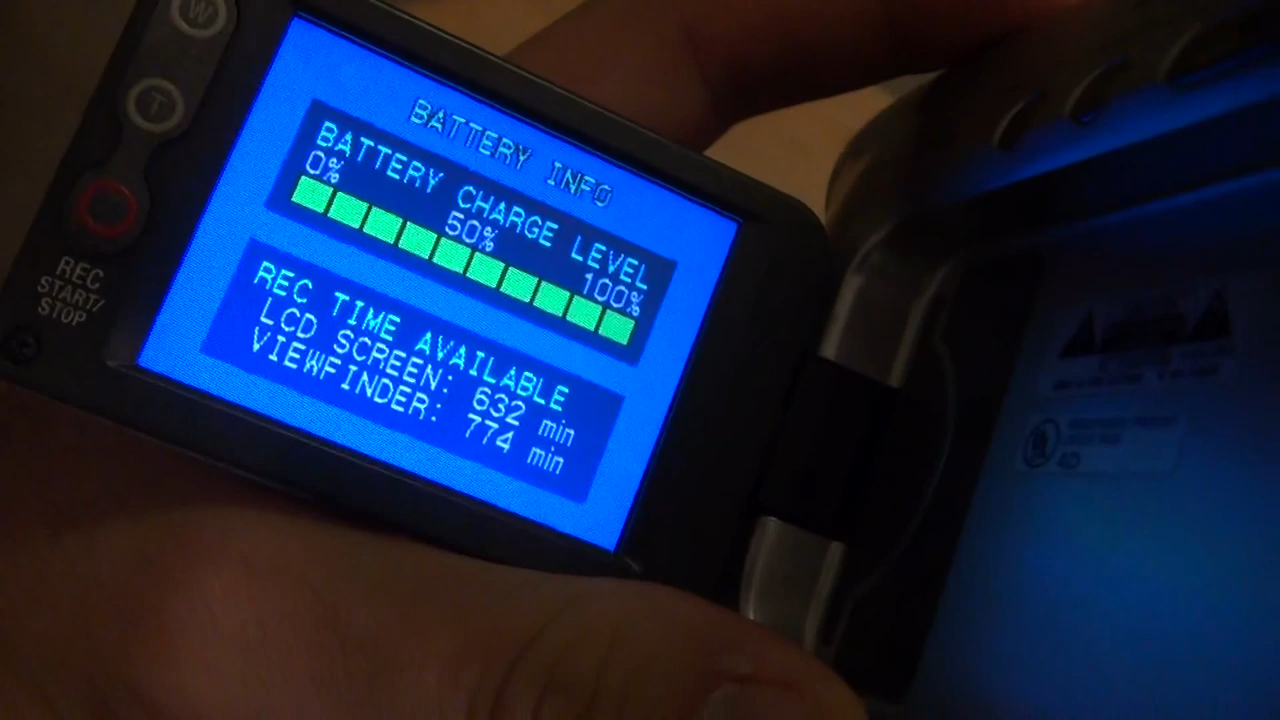 W
T
REC
START/
STOP
BATTERY INFO
BATTERY CHARGE LEVEL
0% 50% 100%
REC TIME AVAILABLE
LCD SCREEN: 632 min
VIEWFINDER: 774 min